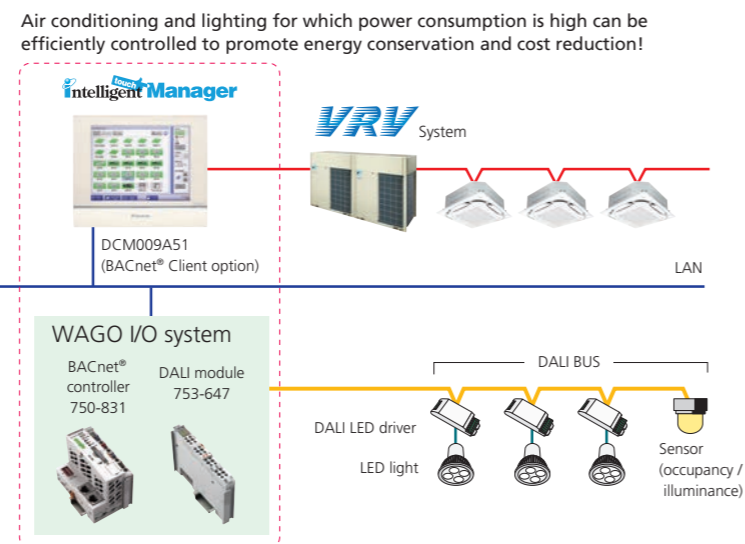 Air conditioning and lighting for which power consumption is high can be
efficiently controlled to promote energy conservation and cost reduction!
intelligent touch Manager
VRV System
DCM009A51
(BACnet® Client option)
LAN
WAGO I/O system
BACnet®
controller
750-831
DALI module
753-647
DALI BUS
DALI LED driver
LED light
Sensor
(occupancy /
illuminance)